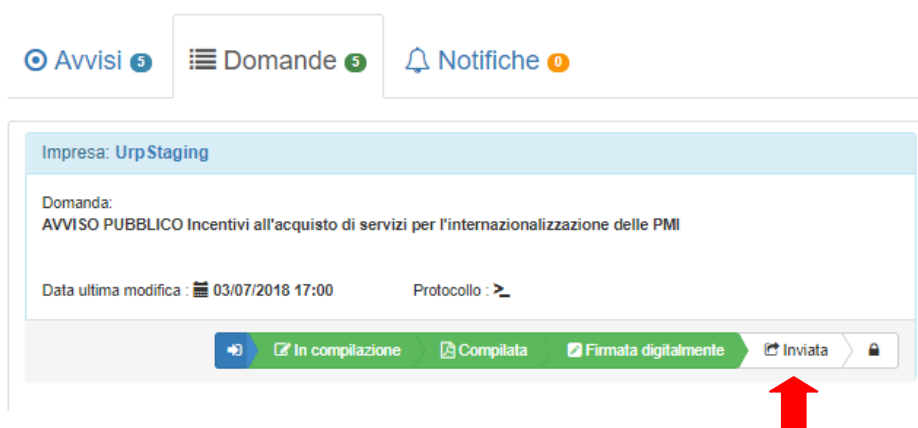 Avvisi 5 Domande 5 Notifiche 0
Impresa: UrpStaging
Domanda:
AVVISO PUBBLICO Incentivi all'acquisto di servizi per l'internazionalizzazione delle PMI
Data ultima modifica : 03/07/2018 17:00 Protocollo :
In compilazione Compilata Firmata digitalmente Inviata